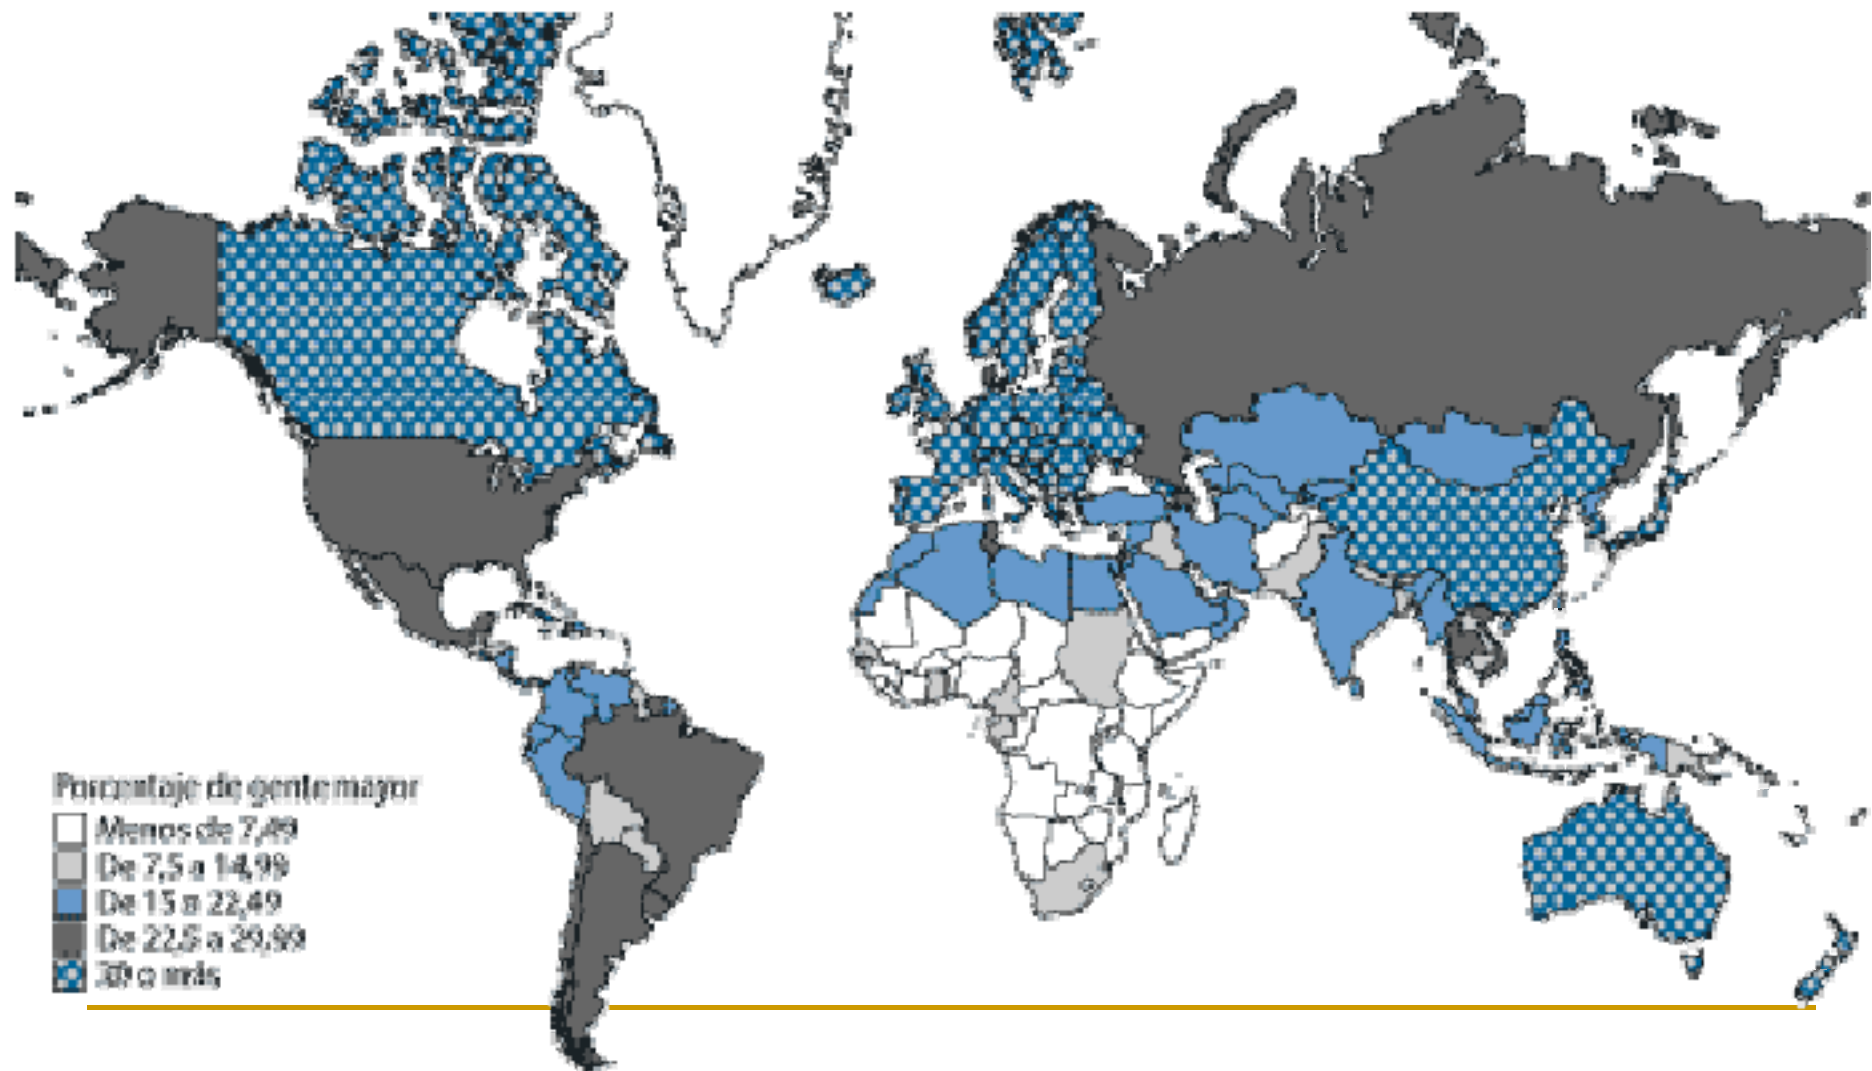 Porcentaje de gente mayor
Menos de 7,49
De 7,5 a 14,99
De 15 a 22,49
De 22,5 a 29,99
30 o más